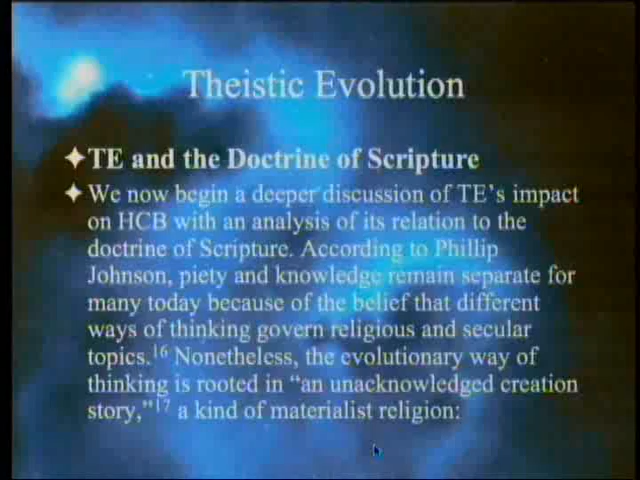 Theistic Evolution
TE and the Doctrine of Scripture
We now begin a deeper discussion of TE's impact
on HCB with an analysis of its relation to the
doctrine of Scripture. According to Phillip
Johnson, piety and knowledge remain separate for
many today because of the belief that different
ways of thinking govern religious and secular
topics.16 Nonetheless, the evolutionary way of
thinking is rooted in “an unacknowledged creation
story,”17 a kind of materialist religion: